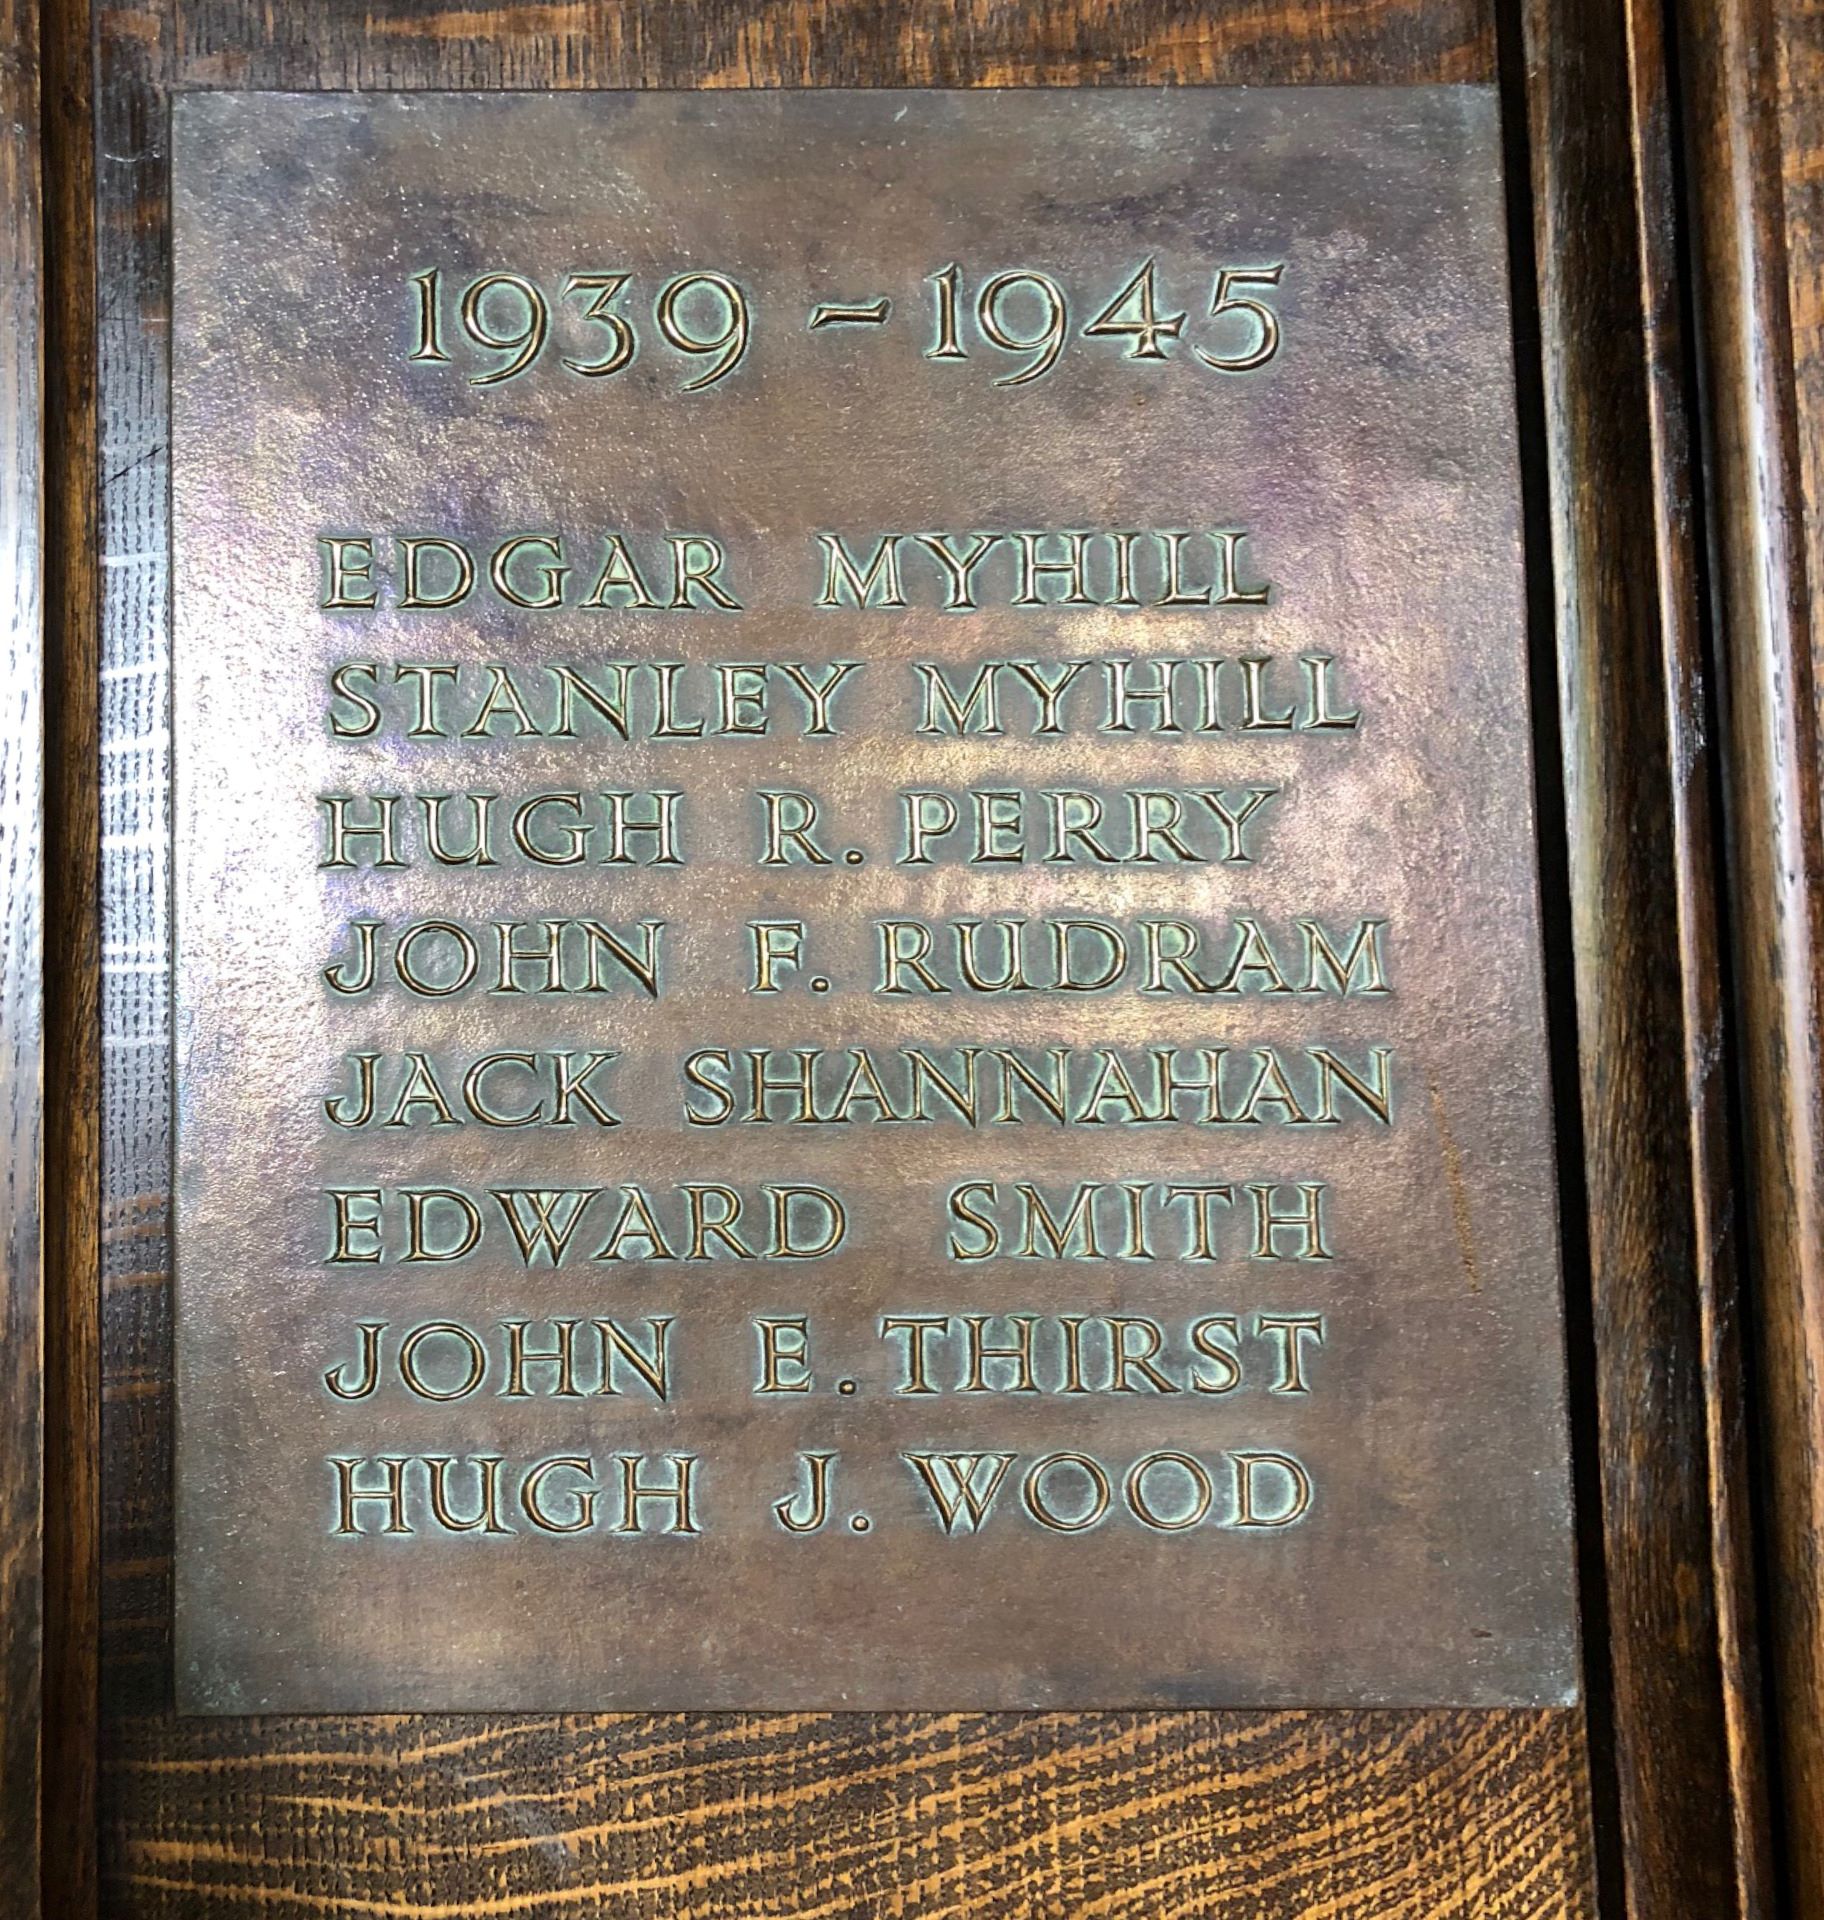 1939 - 1945
EDGAR MYHILL
STANLEY MYHILL
HUGH R. PERRY
JOHN F. RUDRAM
JACK SHANNAHAN
EDWARD SMITH
JOHN E. THIRST
HUGH J. WOOD